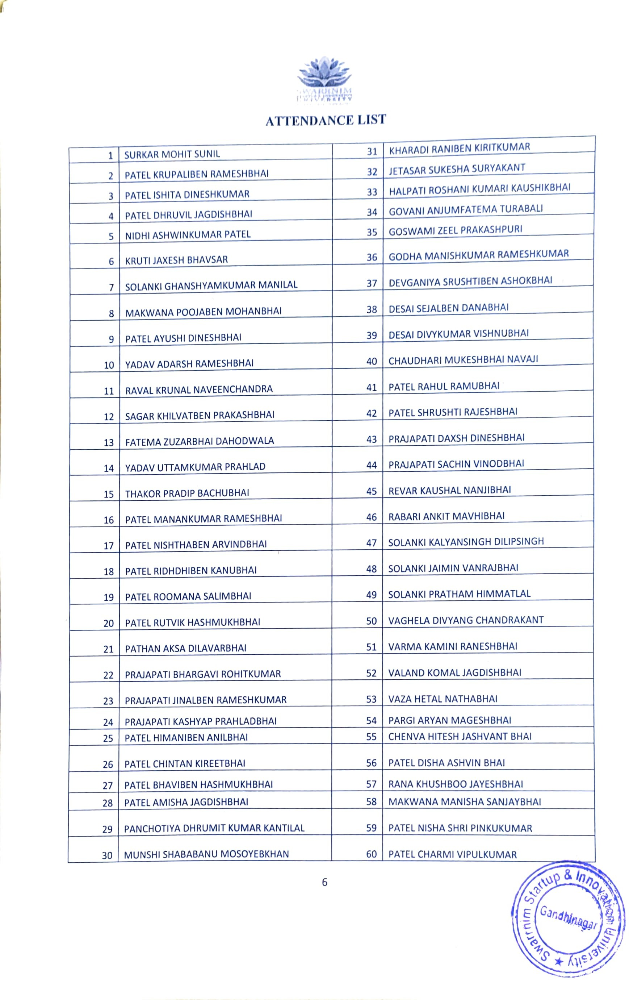 SWARRNIM
UNIVERSITY
ATTENDANCE LIST
1 SURKAR MOHIT SUNIL 31 KHARADI RANIBEN KIRITKUMAR
2 PATEL KRUPALIBEN RAMESHBHAI 32 JETASAR SUKESHA SURYAKANT
3 PATEL ISHITA DINESHKUMAR 33 HALPATI ROSHANI KUMARI KAUSHIKBHAI
4 PATEL DHRUVIL JAGDISHBHAI 34 GOVANI ANJUMFATEMA TURABALI
5 NIDHI ASHWINKUMAR PATEL 35 GOSWAMI ZEEL PRAKASHPURI
6 KRUTI JAXESH BHAVSAR 36 GODHA MANISHKUMAR RAMESHKUMAR
7 SOLANKI GHANSHYAMKUMAR MANILAL 37 DEVGANIYA SRUSHTIBEN ASHOKBHAI
8 MAKWANA POOJABEN MOHANBHAI 38 DESAI SEJALBEN DANABHAI
9 PATEL AYUSHI DINESHBHAI 39 DESAI DIVYKUMAR VISHNUBHAI
10 YADAV ADARSH RAMESHBHAI 40 CHAUDHARI MUKESHBHAI NAVAJI
11 RAVAL KRUNAL NAVEENCHANDRA 41 PATEL RAHUL RAMUBHAI
12 SAGAR KHILVATBEN PRAKASHBHAI 42 PATEL SHRUSHTI RAJESHBHAI
13 FATEMA ZUZARBHAI DAHODWALA 43 PRAJAPATI DAXSH DINESHBHAI
14 YADAV UTTAMKUMAR PRAHLAD 44 PRAJAPATI SACHIN VINODBHAI
15 THAKOR PRADIP BACHUBHAI 45 REVAR KAUSHAL NANJIBHAI
16 PATEL MANANKUMAR RAMESHBHAI 46 RABARI ANKIT MAVHIBHAI
17 PATEL NISHTHABEN ARVINDBHAI 47 SOLANKI KALYANSINGH DILIPSINGH
18 PATEL RIDHDHIBEN KANUBHAI 48 SOLANKI JAIMIN VANRAJBHAI
19 PATEL ROOMANA SALIMBHAI 49 SOLANKI PRATHAM HIMMATLAL
20 PATEL RUTVIK HASHMUKHBHAI 50 VAGHELA DIVYANG CHANDRAKANT
21 PATHAN AKSA DILAVARBHAI 51 VARMA KAMINI RANESHBHAI
22 PRAJAPATI BHARGAVI ROHITKUMAR 52 VALAND KOMAL JAGDISHBHAI
23 PRAJAPATI JINALBEN RAMESHKUMAR 53 VAZA HETAL NATHABHAI
24 PRAJAPATI KASHYAP PRAHLADBHAI 54 PARGI ARYAN MAGESHBHAI
25 PATEL HIMANIBEN ANILBHAI 55 CHENVA HITESH JASHVANT BHAI
26 PATEL CHINTAN KIREETBHAI 56 PATEL DISHA ASHVIN BHAI
27 PATEL BHAVIBEN HASHMUKHBHAI 57 RANA KHUSHBOO JAYESHBHAI
28 PATEL AMISHA JAGDISHBHAI 58 MAKWANA MANISHA SANJAYBHAI
29 PANCHOTIYA DHRUMIT KUMAR KANTILAL 59 PATEL NISHA SHRI PINKUKUMAR
30 MUNSHI SHABABANU MOSOYEBKHAN 60 PATEL CHARMI VIPULKUMAR
6
Swarrnim Startup & Innovation University
Gandhinagar